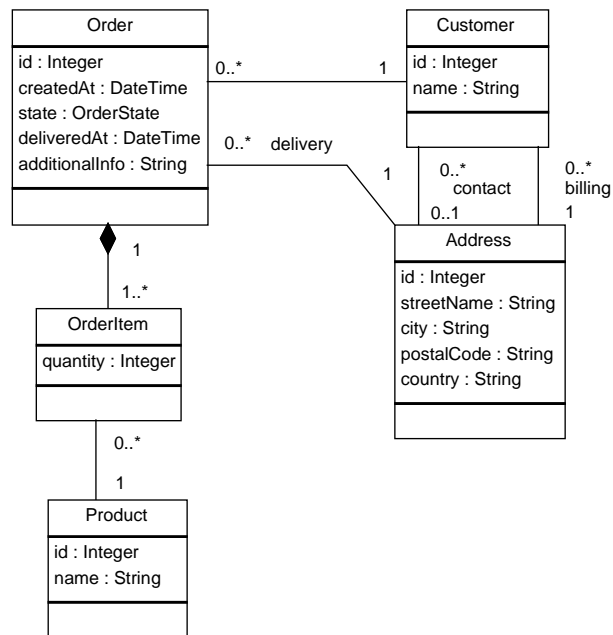 Order
id : Integer
createdAt : DateTime
state : OrderState
deliveredAt : DateTime
additionalInfo : String
0..*
1
Customer
id : Integer
name : String
0..*
delivery
1
0..*
contact
0..1
0..*
billing
1
Address
id : Integer
streetName : String
city : String
postalCode : String
country : String
1
1..*
OrderItem
quantity : Integer
0..*
1
Product
id : Integer
name : String